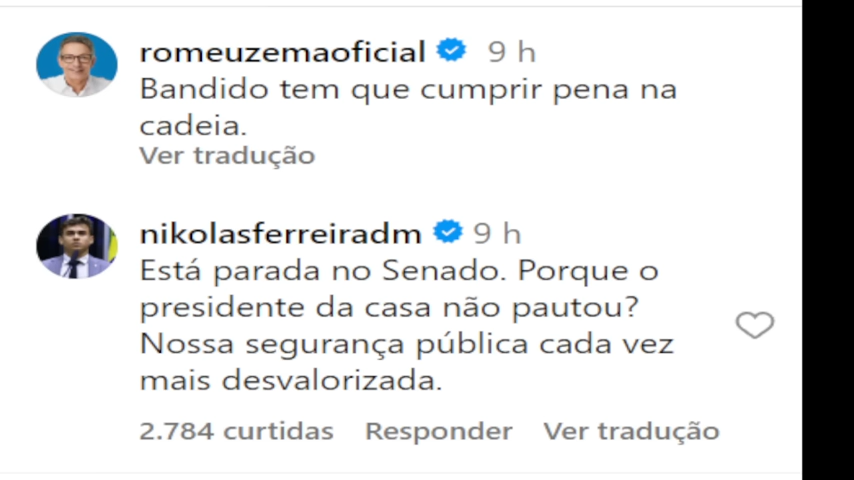 romeuzemaoficial 9 h
Bandido tem que cumprir pena na
cadeia.
Ver tradução
nikolasferreiradm 9 h
Está parada no Senado. Porque o
presidente da casa não pautou?
Nossa segurança pública cada vez
mais desvalorizada.
2.784 curtidas Responder Ver tradução